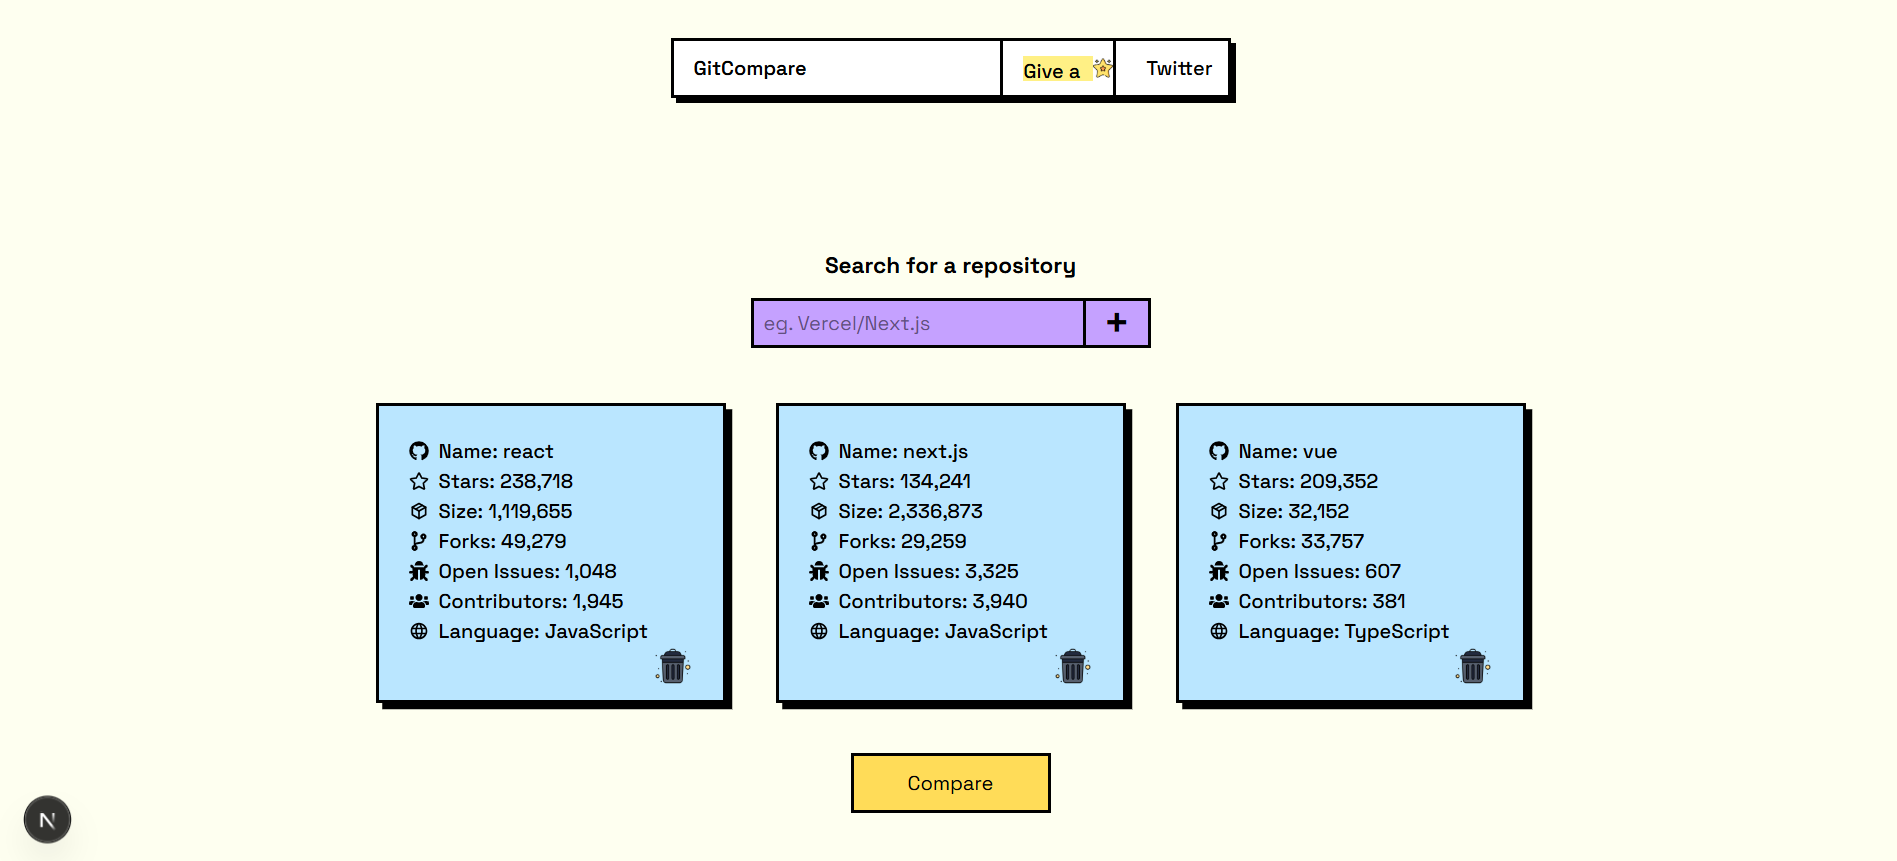 GitCompare
Give a
Twitter
Search for a repository
eg. Vercel/Next.js
Name: react
Stars: 238,718
Size: 1,119,655
Forks: 49,279
Open Issues: 1,048
Contributors: 1,945
Language: JavaScript
Name: next.js
Stars: 134,241
Size: 2,336,873
Forks: 29,259
Open Issues: 3,325
Contributors: 3,940
Language: JavaScript
Name: vue
Stars: 209,352
Size: 32,152
Forks: 33,757
Open Issues: 607
Contributors: 381
Language: TypeScript
Compare
N